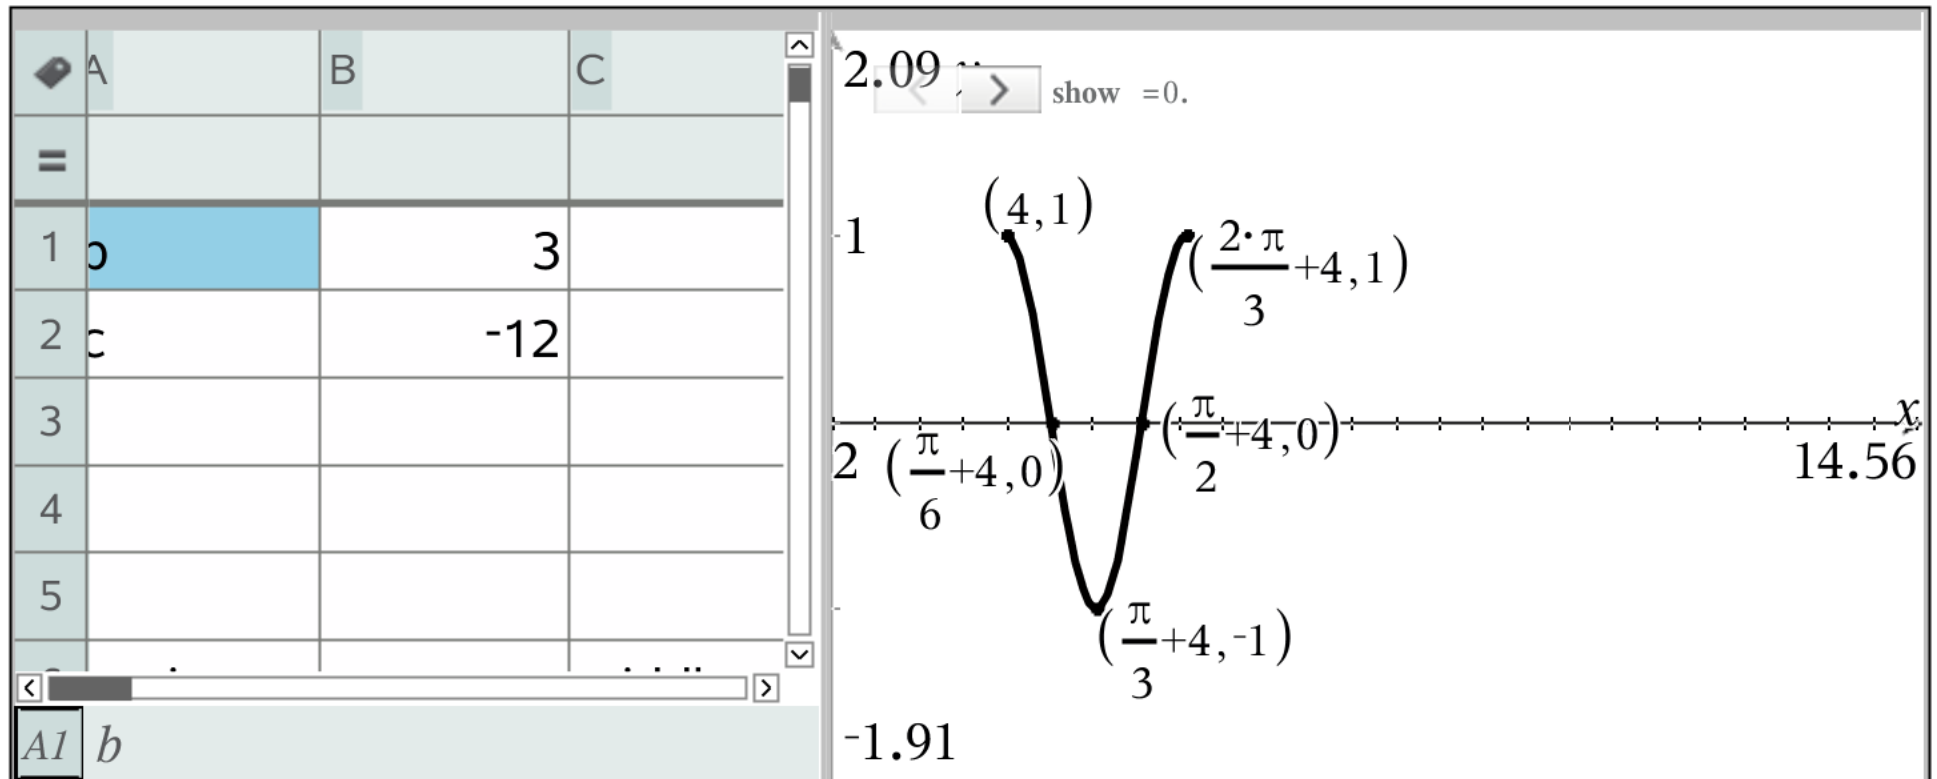 A B C
=
1 b 3
2 c -12
3
4
5
A1 b
2.09 y
show =0.
(4,1)
1
(2·π/3+4,1)
(π/2+4,0)
x
2
(π/6+4,0)
14.56
(π/3+4,-1)
-1.91